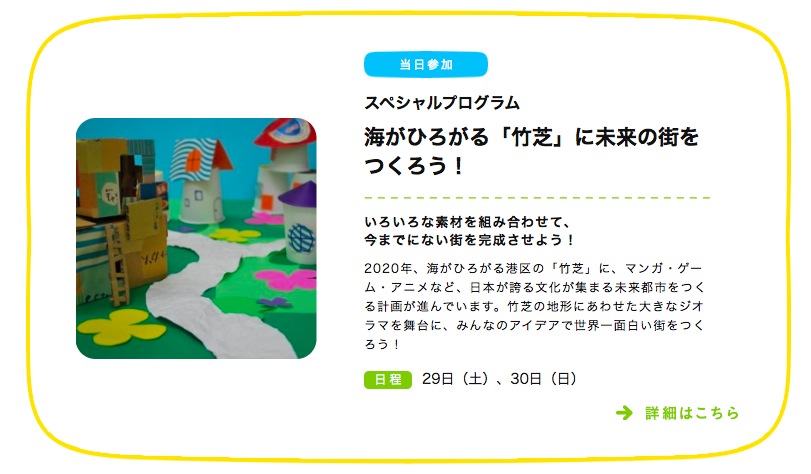 当日参加
スペシャルプログラム
海がひろがる「竹芝」に未来の街を
つくろう！
いろいろな素材を組み合わせて、
今までにない街を完成させよう！
2020年、海がひろがる港区の「竹芝」に、マンガ・ゲー
ム・アニメなど、日本が誇る文化が集まる未来都市をつく
る計画が進んでいます。竹芝の地形にあわせた大きなジオ
ラマを舞台に、みんなのアイデアで世界一面白い街をつく
ろう！
日程 29日（土）、30日（日）
詳細はこちら